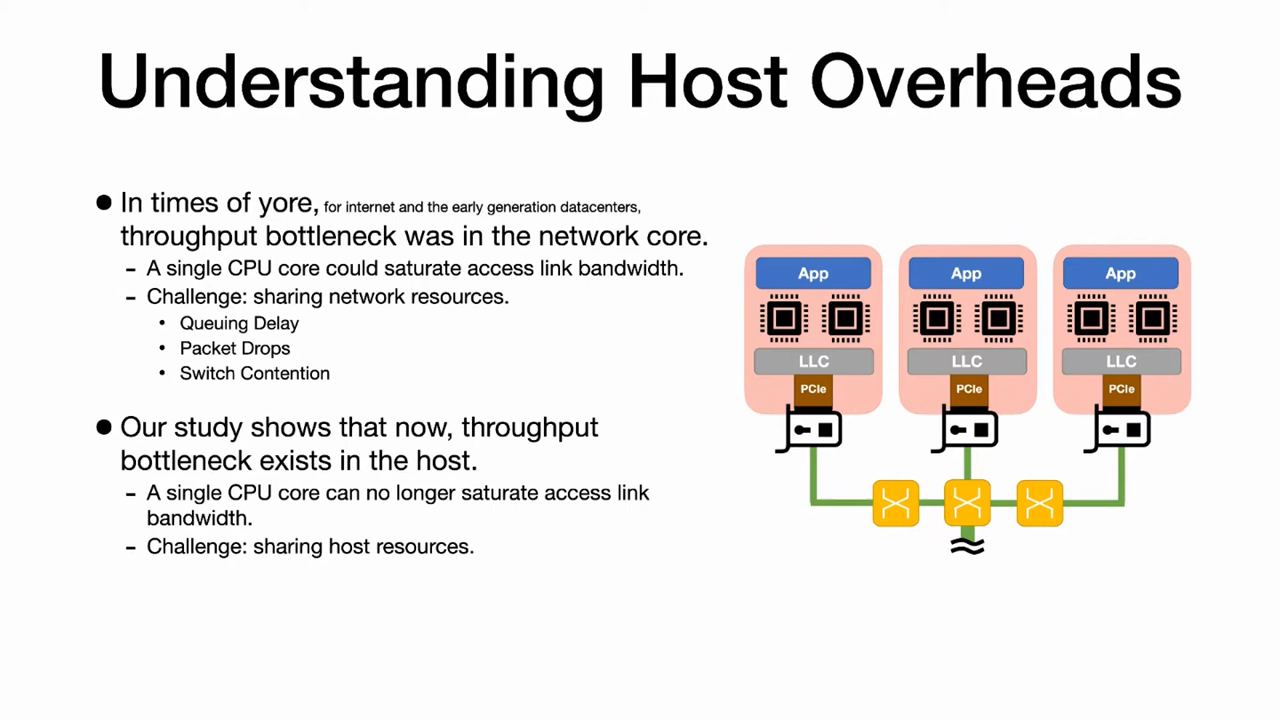 Understanding Host Overheads
● In times of yore, for internet and the early generation datacenters,
throughput bottleneck was in the network core.
- A single CPU core could saturate access link bandwidth.
- Challenge: sharing network resources.
• Queuing Delay
• Packet Drops
• Switch Contention
● Our study shows that now, throughput
bottleneck exists in the host.
- A single CPU core can no longer saturate access link
bandwidth.
- Challenge: sharing host resources.
App App App
LLC LLC LLC
PCIe PCIe PCIe